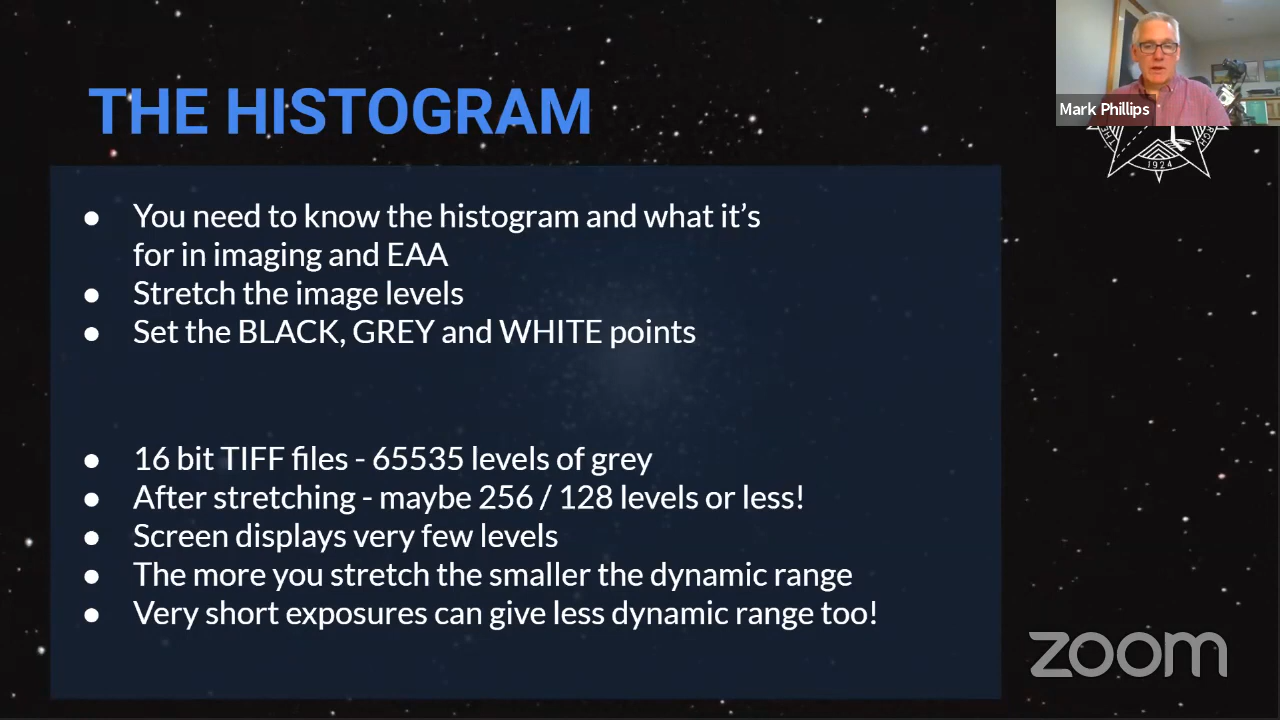 THE HISTOGRAM
Mark Phillips
1924
● You need to know the histogram and what it’s
for in imaging and EAA
● Stretch the image levels
● Set the BLACK, GREY and WHITE points
● 16 bit TIFF files - 65535 levels of grey
● After stretching - maybe 256 / 128 levels or less!
● Screen displays very few levels
● The more you stretch the smaller the dynamic range
● Very short exposures can give less dynamic range too!
zoom